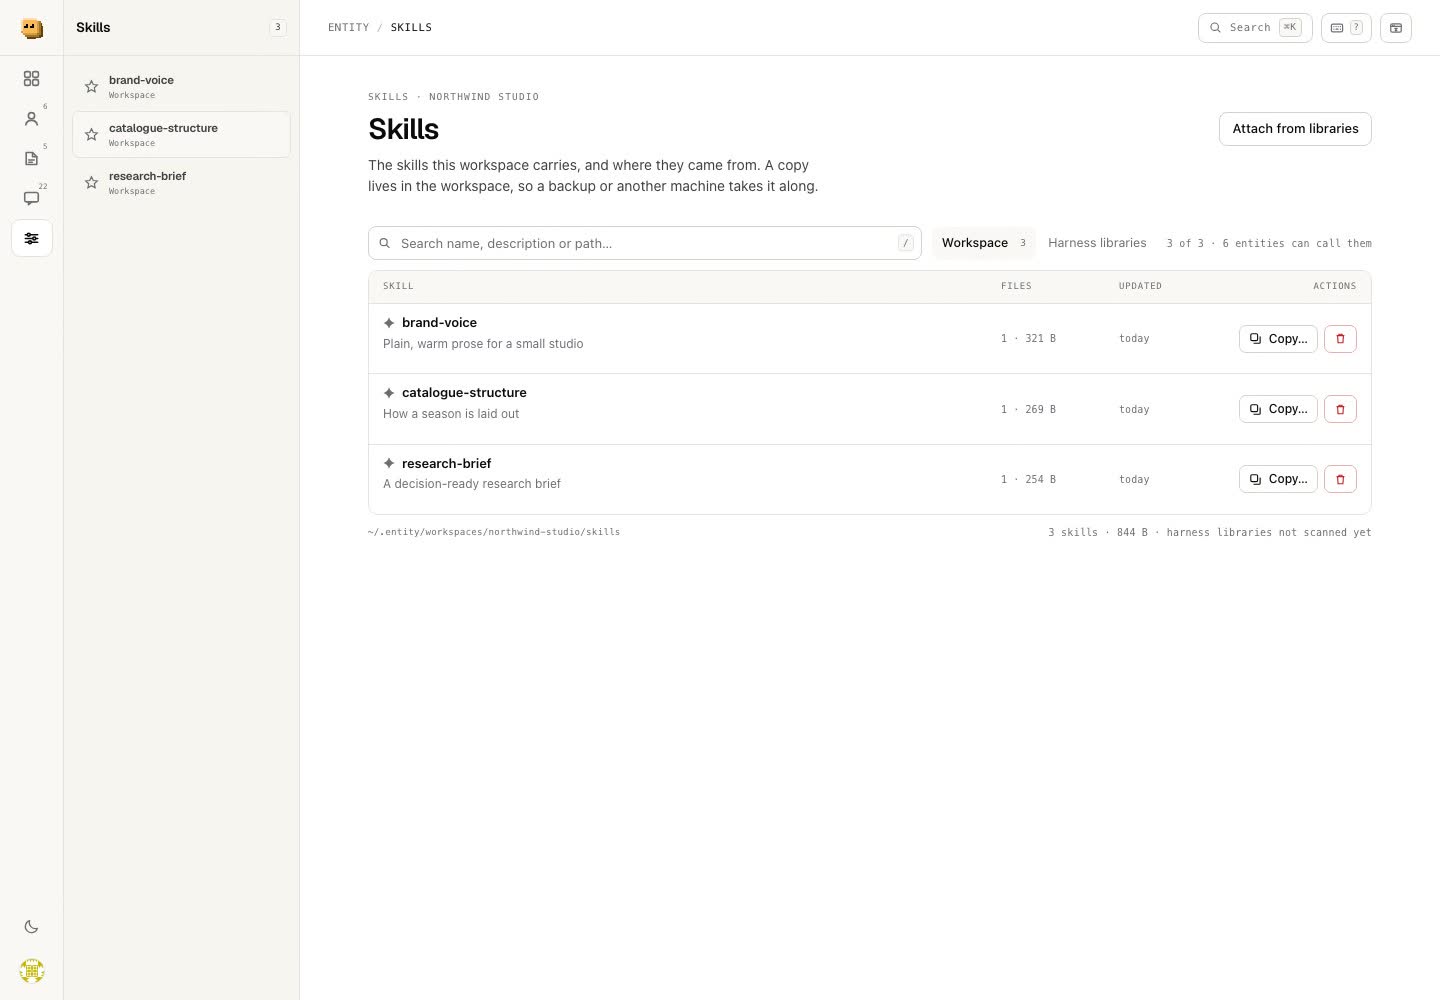 Skills
3
ENTITY / SKILLS
Search ⌘K
?
6
5
22
brand-voice
Workspace
catalogue-structure
Workspace
research-brief
Workspace
SKILLS · NORTHWIND STUDIO
Skills
Attach from libraries
The skills this workspace carries, and where they came from. A copy
lives in the workspace, so a backup or another machine takes it along.
Search name, description or path…
/
Workspace 3
Harness libraries
3 of 3 · 6 entities can call them
SKILL FILES UPDATED ACTIONS
brand-voice
Plain, warm prose for a small studio
1 · 321 B
today
Copy…
catalogue-structure
How a season is laid out
1 · 269 B
today
Copy…
research-brief
A decision-ready research brief
1 · 254 B
today
Copy…
~/.entity/workspaces/northwind-studio/skills
3 skills · 844 B · harness libraries not scanned yet